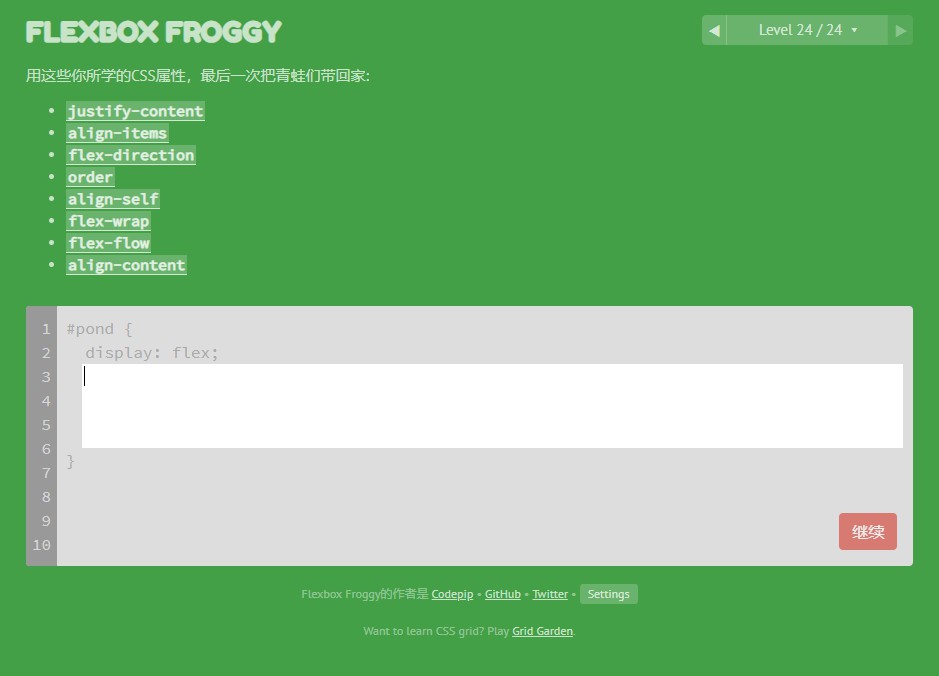 FLEXBOX FROGGY
◀ Level 24 / 24 ▾ ▶
用这些你所学的CSS属性，最后一次把青蛙们带回家:
• justify-content
• align-items
• flex-direction
• order
• align-self
• flex-wrap
• flex-flow
• align-content
1 #pond {
2 display: flex;
3
4
5
6 }
7
8
9
10
继续
Flexbox Froggy的作者是 Codepip • GitHub • Twitter • Settings
Want to learn CSS grid? Play Grid Garden.